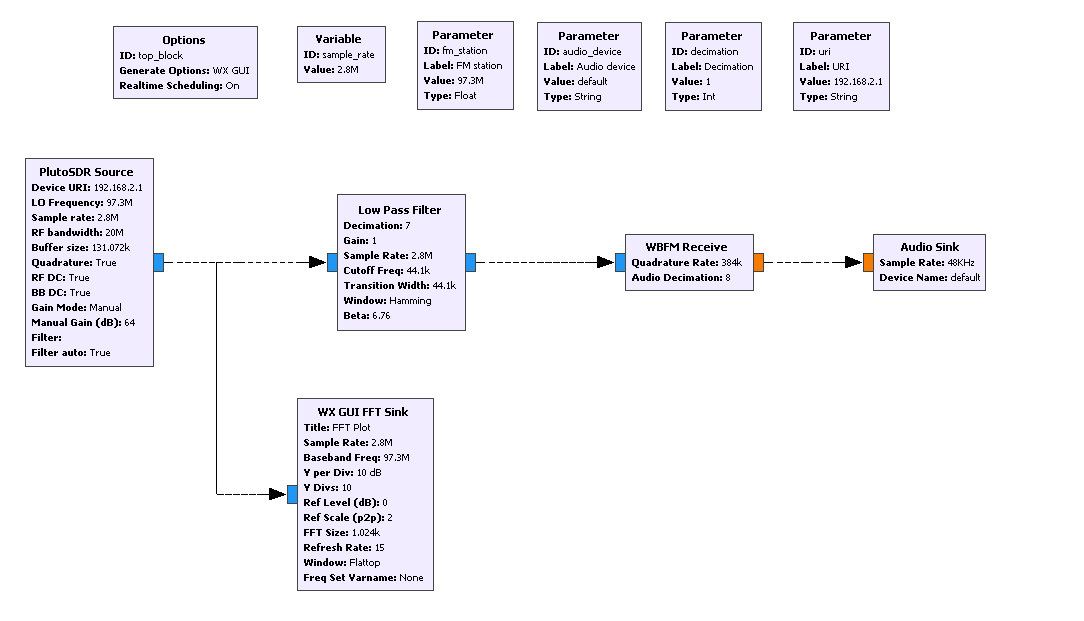 Options
ID: top_block
Generate Options: WX GUI
Realtime Scheduling: On
Variable
ID: sample_rate
Value: 2.8M
Parameter
ID: fm_station
Label: FM station
Value: 97.3M
Type: Float
Parameter
ID: audio_device
Label: Audio device
Value: default
Type: String
Parameter
ID: decimation
Label: Decimation
Value: 1
Type: Int
Parameter
ID: uri
Label: URI
Value: 192.168.2.1
Type: String
PlutoSDR Source
Device URI: 192.168.2.1
LO Frequency: 97.3M
Sample rate: 2.8M
RF bandwidth: 20M
Buffer size: 131.072k
Quadrature: True
RF DC: True
BB DC: True
Gain Mode: Manual
Manual Gain (dB): 64
Filter:
Filter auto: True
Low Pass Filter
Decimation: 7
Gain: 1
Sample Rate: 2.8M
Cutoff Freq: 44.1k
Transition Width: 44.1k
Window: Hamming
Beta: 6.76
WBFM Receive
Quadrature Rate: 384k
Audio Decimation: 8
Audio Sink
Sample Rate: 48KHz
Device Name: default
WX GUI FFT Sink
Title: FFT Plot
Sample Rate: 2.8M
Baseband Freq: 97.3M
Y per Div: 10 dB
Y Divs: 10
Ref Level (dB): 0
Ref Scale (p2p): 2
FFT Size: 1.024k
Refresh Rate: 15
Window: Flattop
Freq Set Varname: None